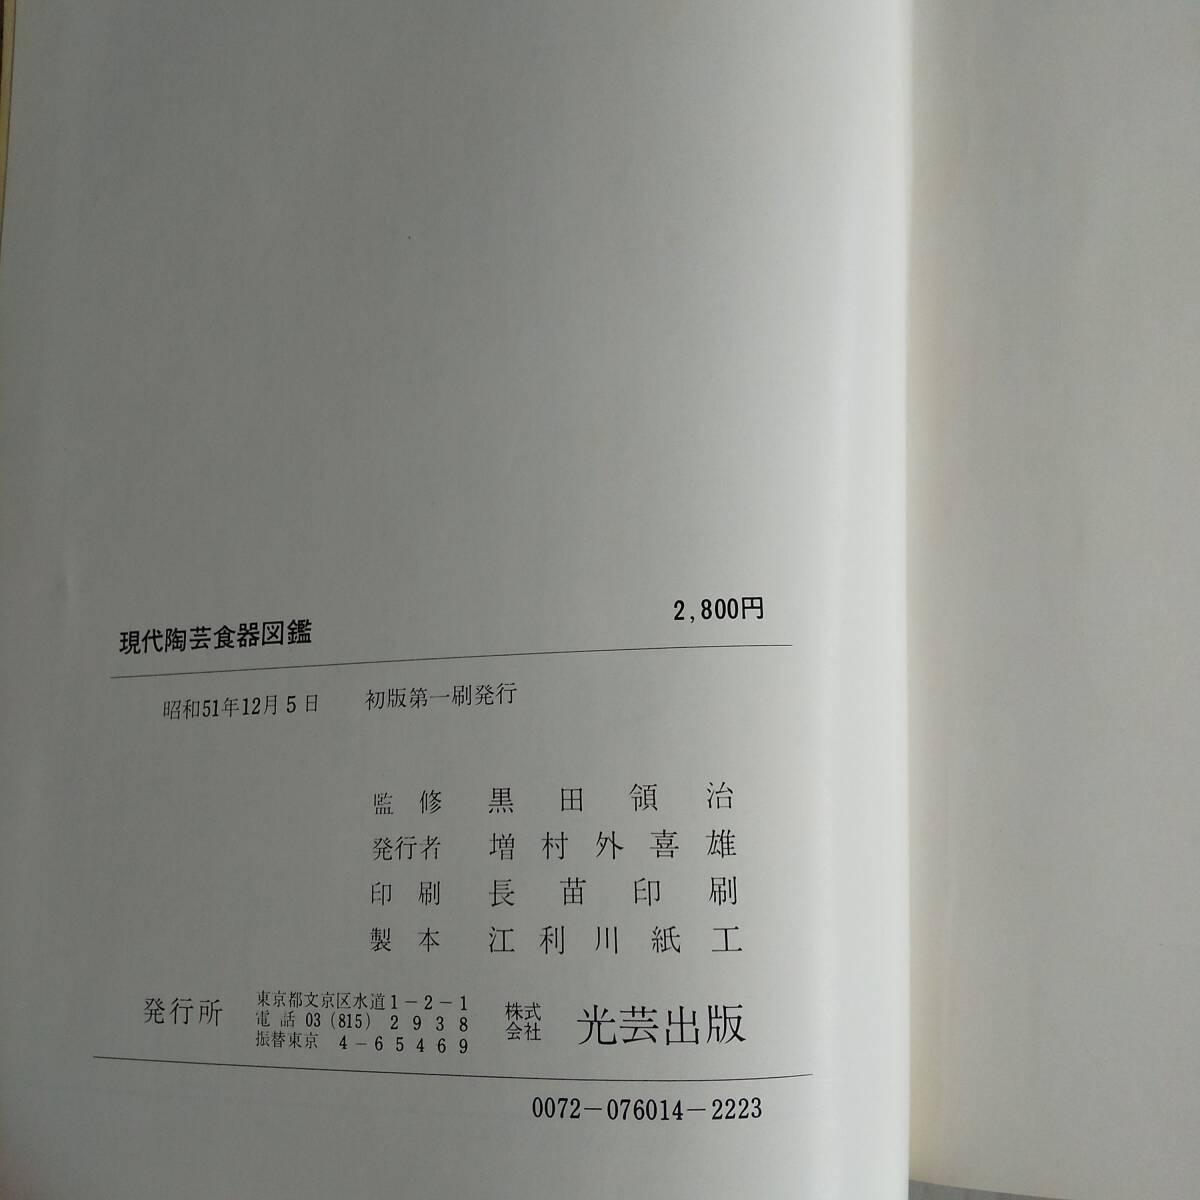 現代陶芸食器図鑑 2,800円
昭和51年12月5日 初版第一刷発行
監修 黒田領治
発行者 増村外喜雄
印刷 長苗印刷
製本 江利川紙工
発行所 東京都文京区水道1-2-1
電話 03(815)2938
振替東京 4-65469
株式会社 光芸出版
0072-076014-2223